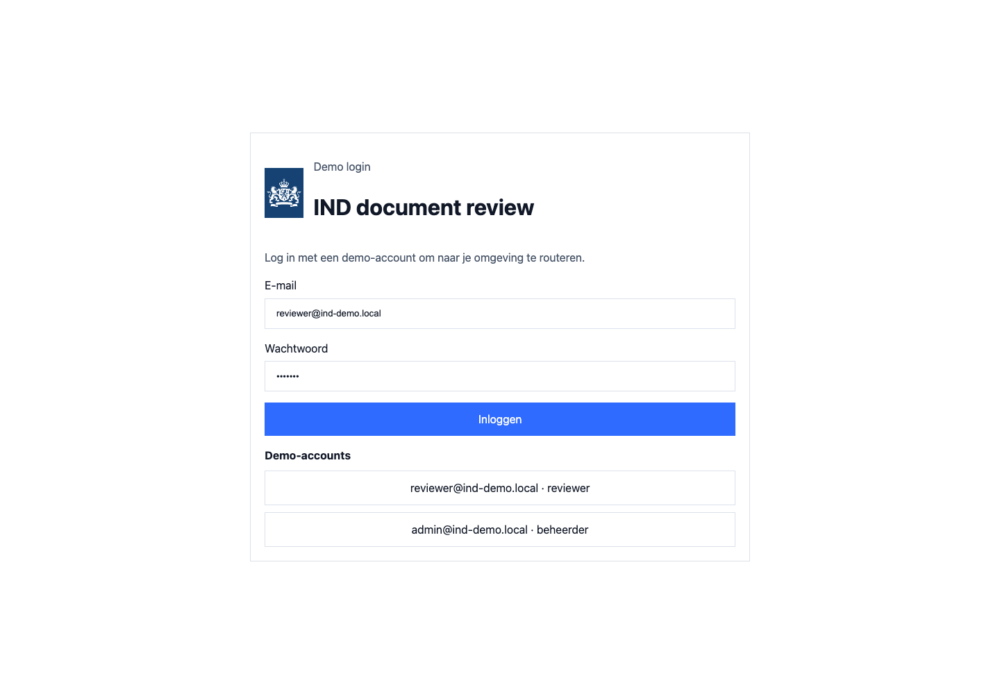 Demo login
IND document review
Log in met een demo-account om naar je omgeving te routeren.
E-mail
reviewer@ind-demo.local
Wachtwoord
•••••••
Inloggen
Demo-accounts
reviewer@ind-demo.local · reviewer
admin@ind-demo.local · beheerder